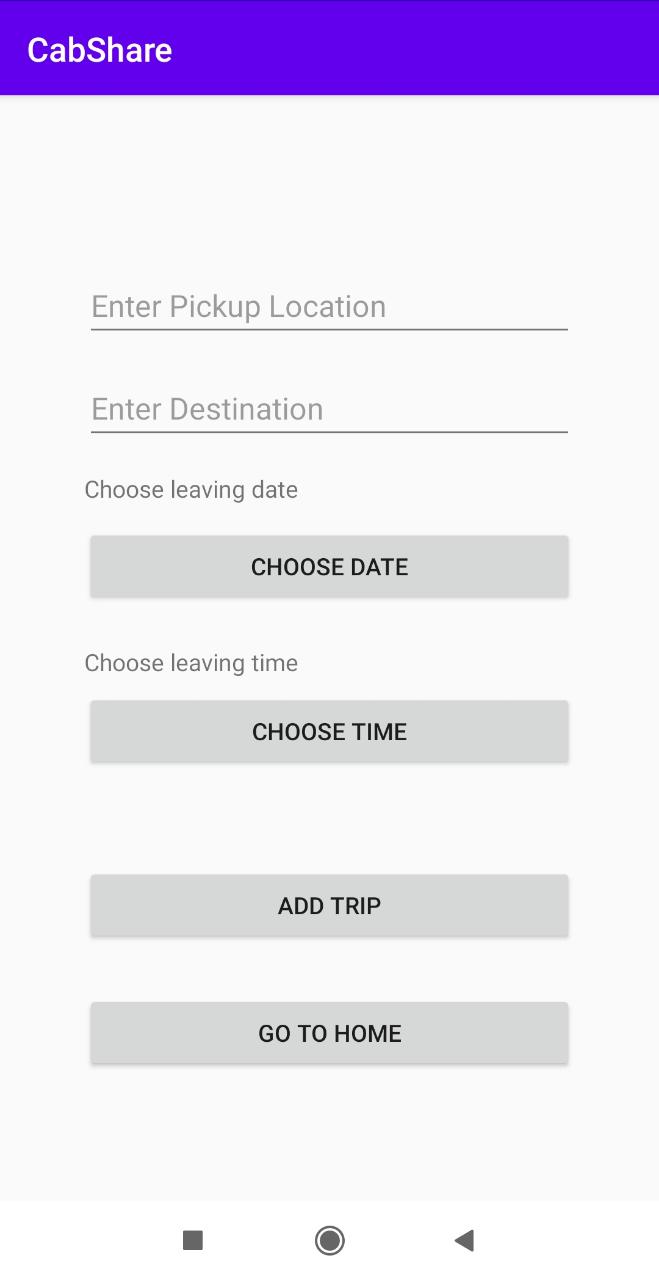 CabShare
Enter Pickup Location
Enter Destination
Choose leaving date
CHOOSE DATE
Choose leaving time
CHOOSE TIME
ADD TRIP
GO TO HOME